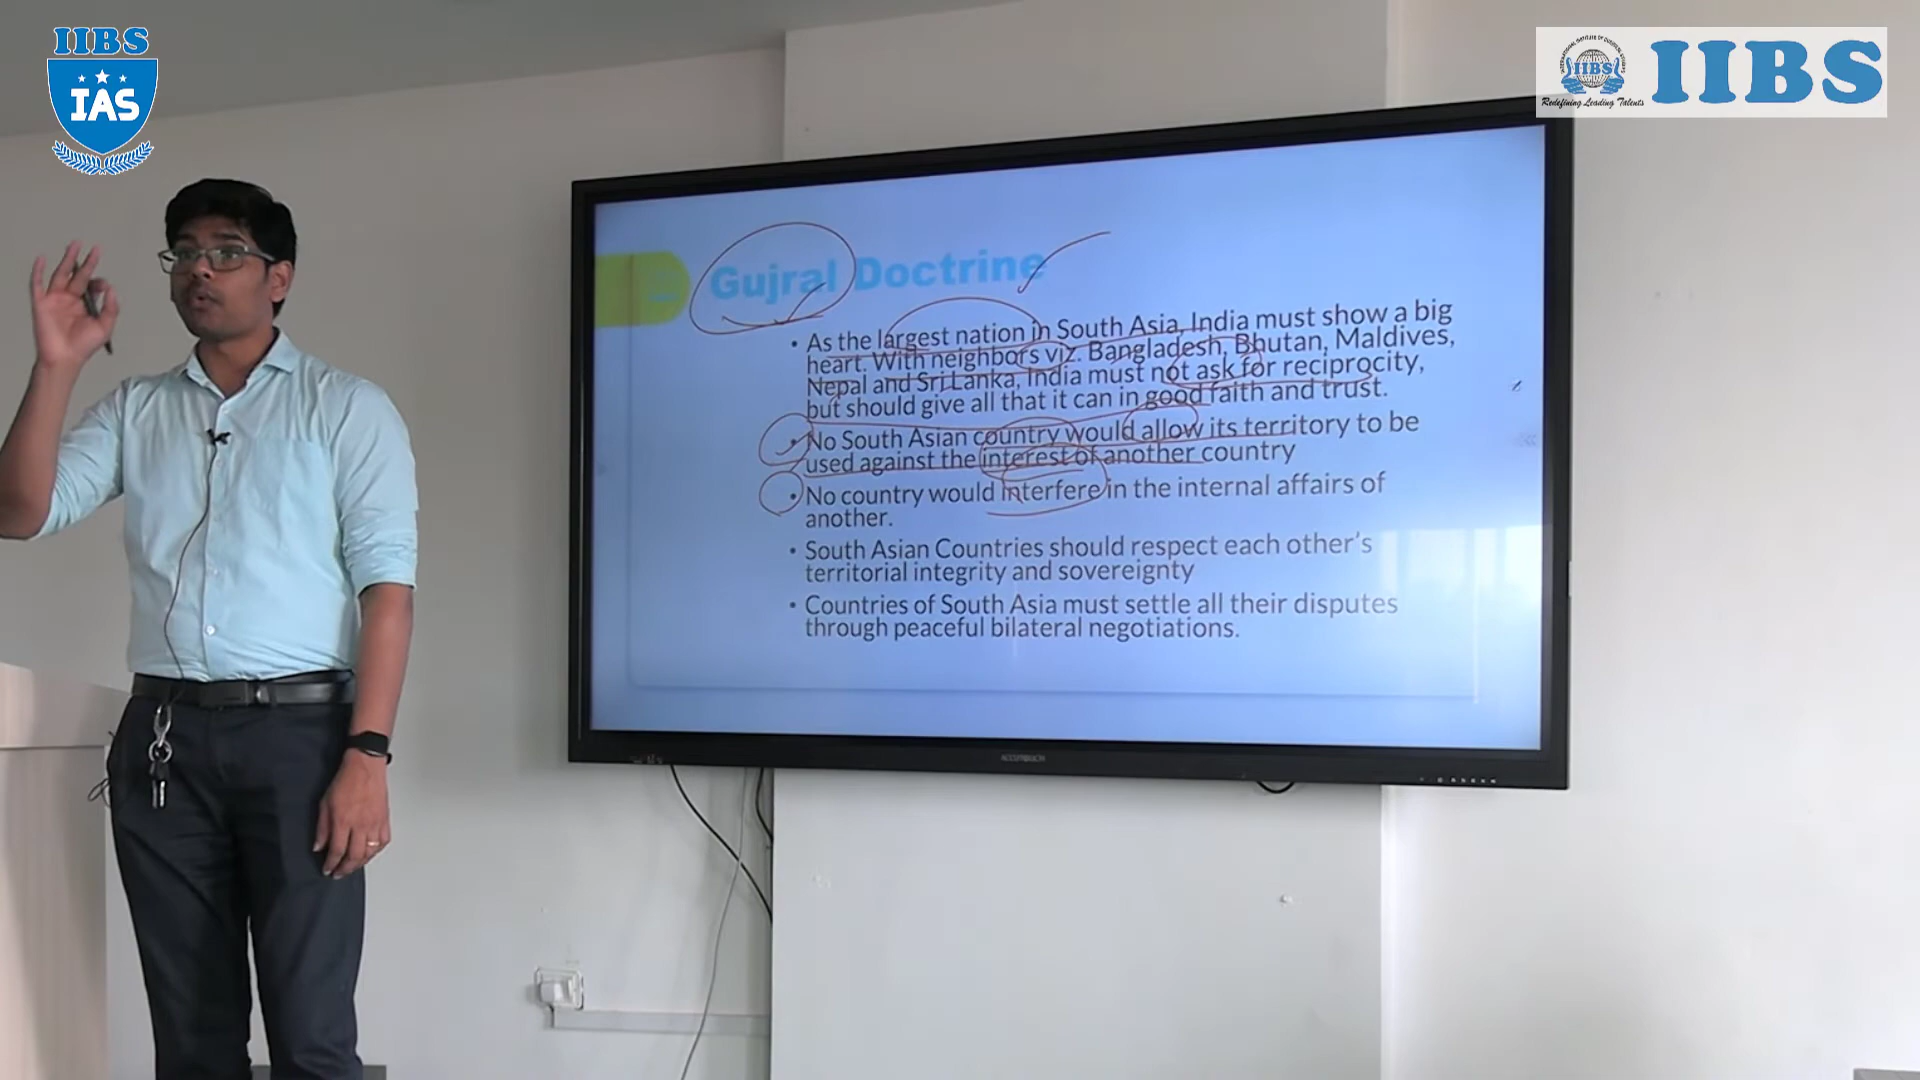 IIBS
IAS
IIBS
Redefining Leading Talents
IIBS
Gujral Doctrine
• As the largest nation in South Asia, India must show a big
heart. With neighbors viz. Bangladesh, Bhutan, Maldives,
Nepal and Sri Lanka, India must not ask for reciprocity,
but should give all that it can in good faith and trust.
• No South Asian country would allow its territory to be
used against the interest of another country
• No country would interfere in the internal affairs of
another.
• South Asian Countries should respect each other's
territorial integrity and sovereignty
• Countries of South Asia must settle all their disputes
through peaceful bilateral negotiations.